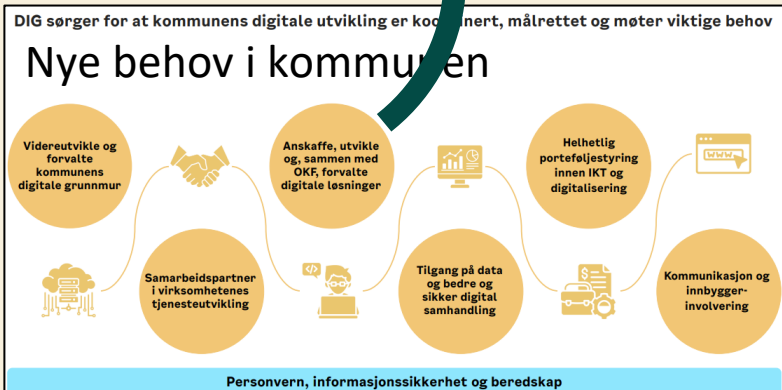 DIG sørger for at kommunens digitale utvikling er koordinert, målrettet og møter viktige behov
Nye behov i kommunen
Videreutvikle og
forvalte
kommunens
digitale grunnmur
Anskaffe, utvikle
og, sammen med
OKF, forvalte
digitale løsninger
Helhetlig
porteføljestyring
innen IKT og
digitalisering
WWW
</>
Samarbeidspartner
i virksomhetenes
tjenesteutvikling
Tilgang på data
og bedre og
sikker digital
samhandling
$
Kommunikasjon og
innbygger-
involvering
Personvern, informasjonssikkerhet og beredskap